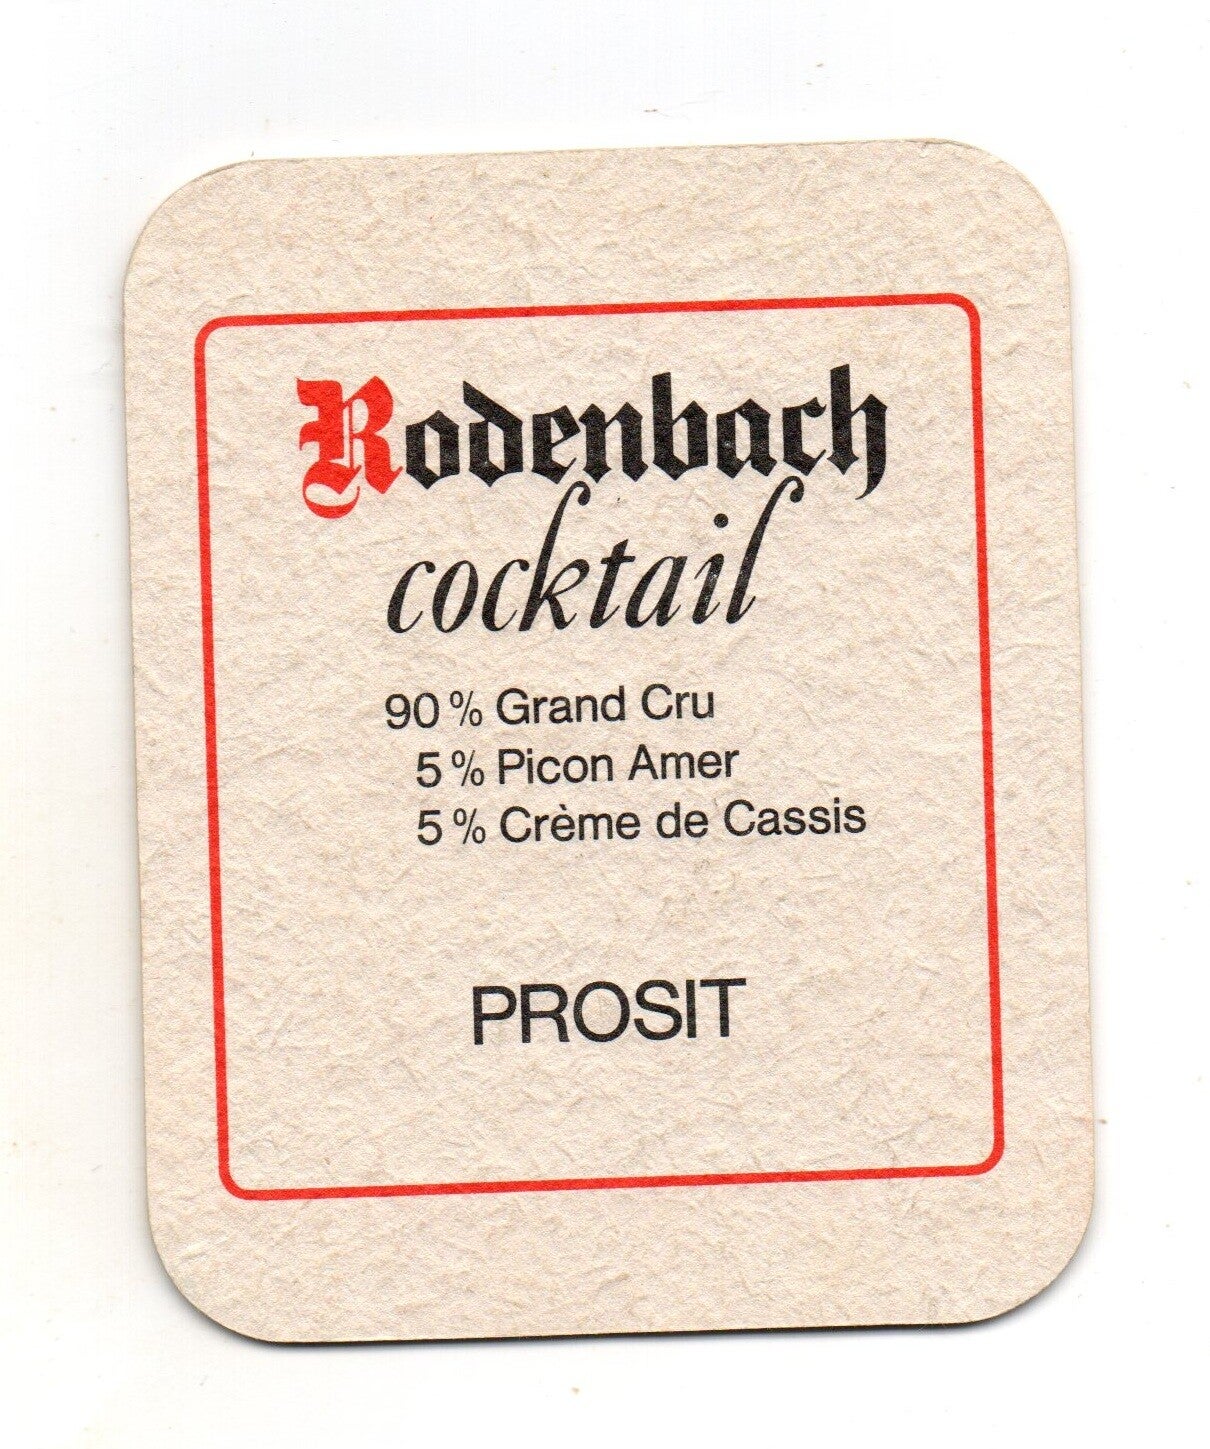 Rodenbach
cocktail
90 % Grand Cru
5 % Picon Amer
5 % Crème de Cassis
PROSIT